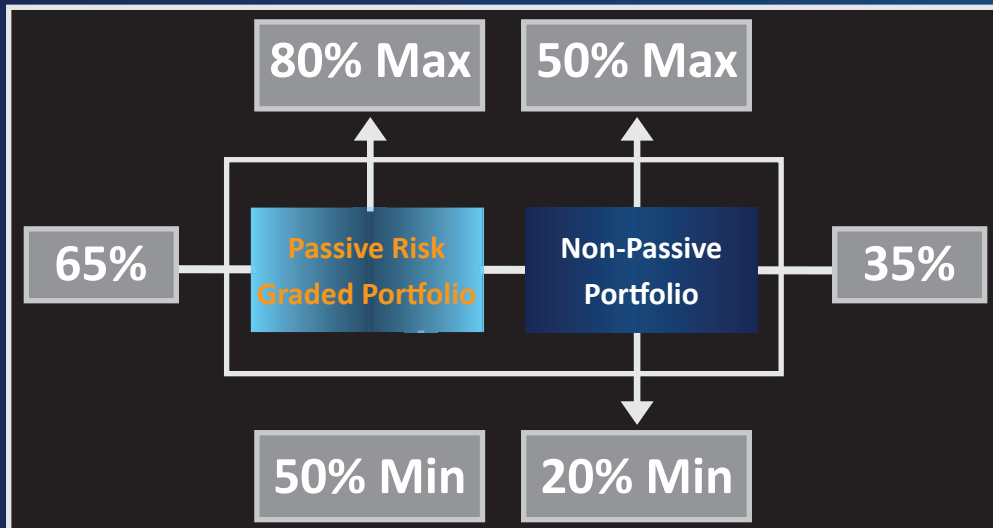 80% Max
50% Max
65%
Passive Risk
Graded Portfolio
Non-Passive
Portfolio
35%
50% Min
20% Min